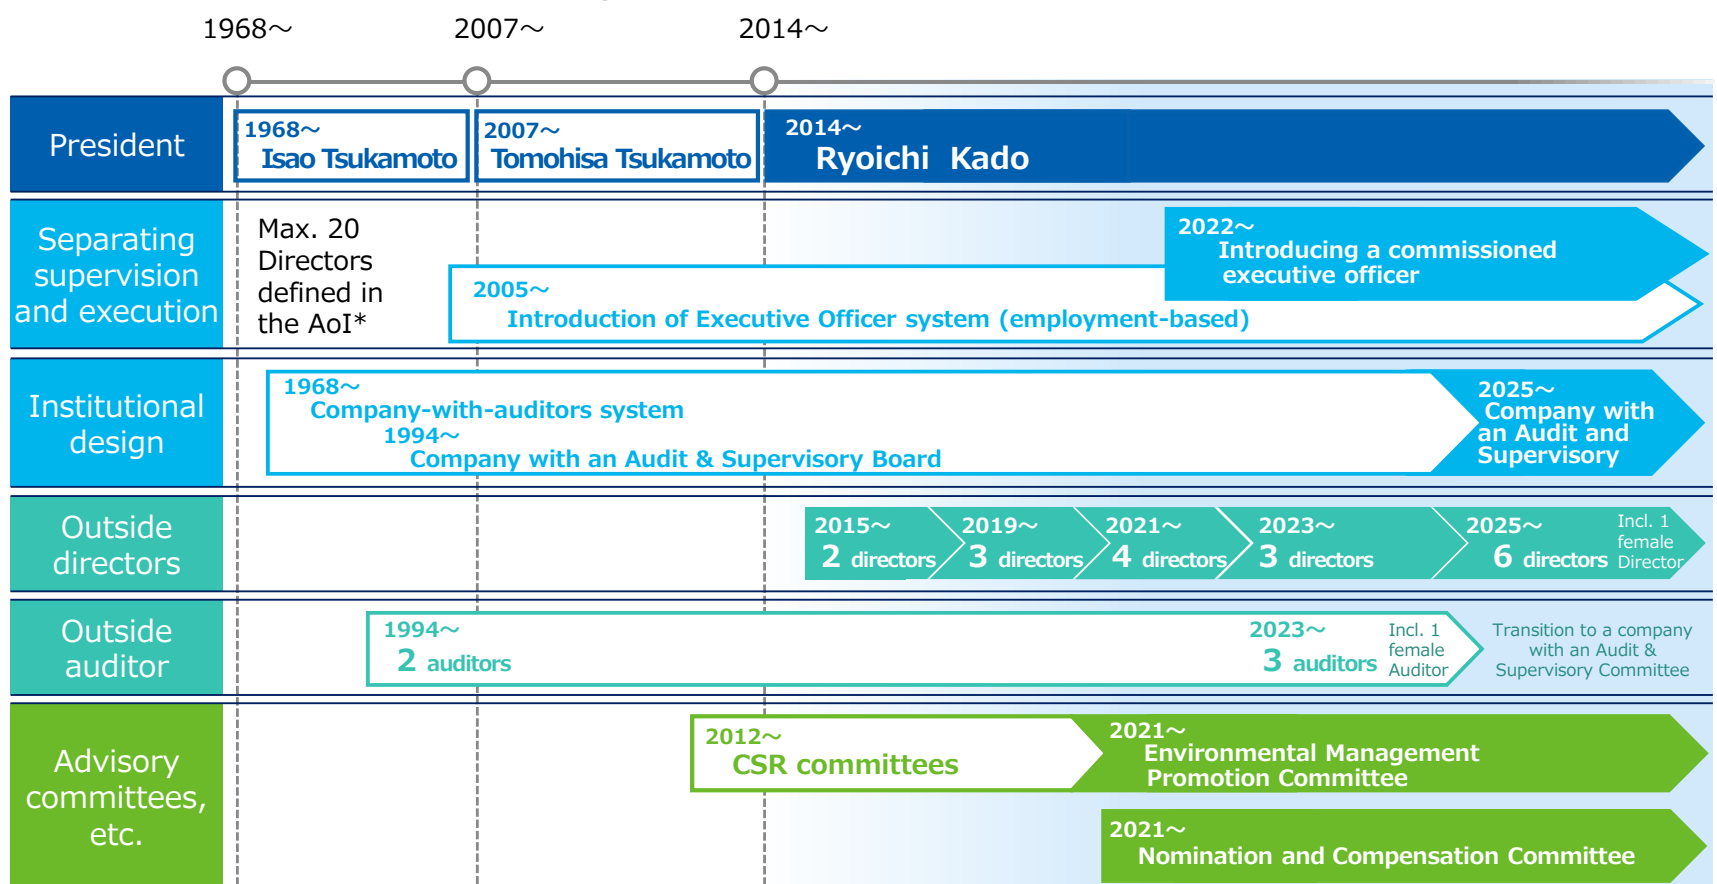 1968～
2007～
2014～
President
1968～
Isao Tsukamoto
2007～
Tomohisa Tsukamoto
2014～
Ryoichi Kado
Separating
supervision
and execution
Max. 20
Directors
defined in
the AoI*
2005～
Introduction of Executive Officer system (employment-based)
2022～
Introducing a commissioned
executive officer
Institutional
design
1968～
Company-with-auditors system
1994～
Company with an Audit & Supervisory Board
2025～
Company with
an Audit and
Supervisory
Outside
directors
2015～
2 directors
2019～
3 directors
2021～
4 directors
2023～
3 directors
2025～
6 directors
Incl. 1
female
Director
Outside
auditor
1994～
2 auditors
2023～
3 auditors
Incl. 1
female
Auditor
Transition to a company
with an Audit &
Supervisory Committee
Advisory
committees,
etc.
2012～
CSR committees
2021～
Environmental Management
Promotion Committee
2021～
Nomination and Compensation Committee